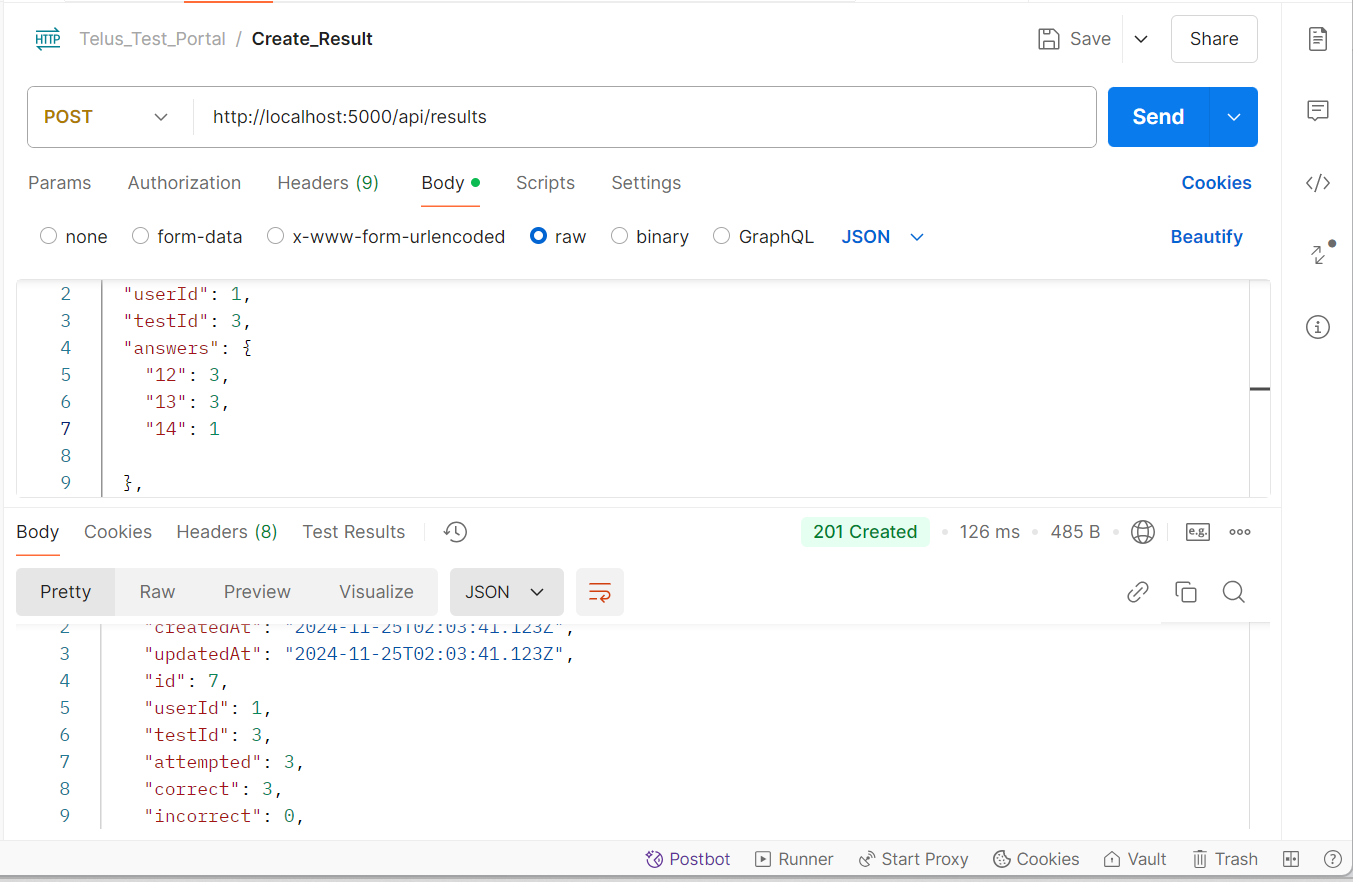 HTTP Telus_Test_Portal / Create_Result Save Share
POST http://localhost:5000/api/results Send
Params Authorization Headers (9) Body Scripts Settings Cookies
none form-data x-www-form-urlencoded raw binary GraphQL JSON Beautify
2 "userId": 1,
3 "testId": 3,
4 "answers": {
5 "12": 3,
6 "13": 3,
7 "14": 1
8
9 },
Body Cookies Headers (8) Test Results 201 Created 126 ms 485 B e.g.
Pretty Raw Preview Visualize JSON
2 "createdAt": "2024-11-25T02:03:41.123Z",
3 "updatedAt": "2024-11-25T02:03:41.123Z",
4 "id": 7,
5 "userId": 1,
6 "testId": 3,
7 "attempted": 3,
8 "correct": 3,
9 "incorrect": 0,
Postbot Runner Start Proxy Cookies Vault Trash